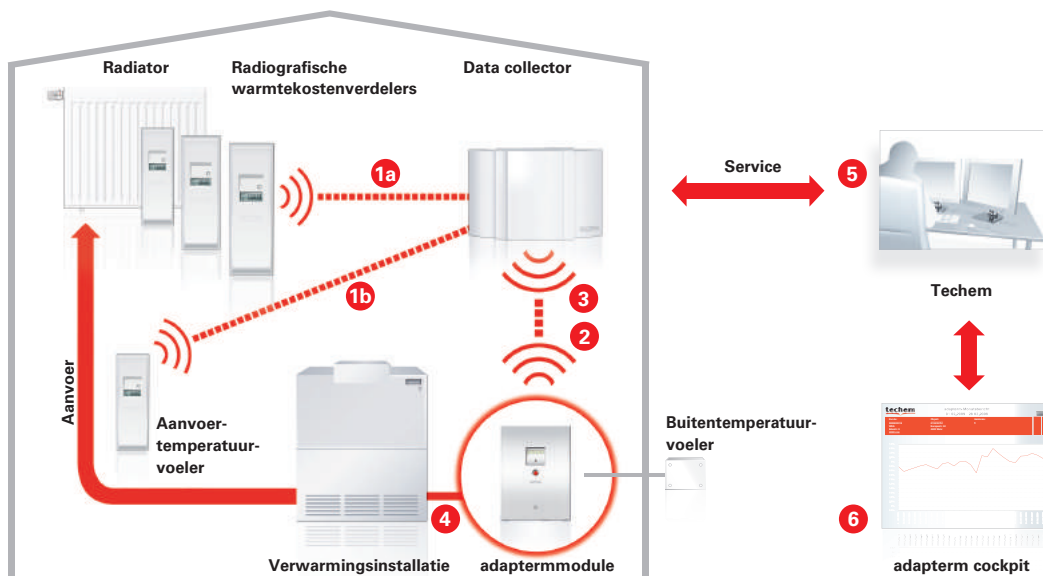 Radiator
Radiografische
warmtekostenverdelers
Data collector
1a
Service
5
1b
3
Techem
2
Aanvoer
Aanvoer-
temperatuur-
voeler
Buitentemperatuur-
voeler
techem
4
6
Verwarmingsinstallatie
adaptermmodule
adapterm cockpit